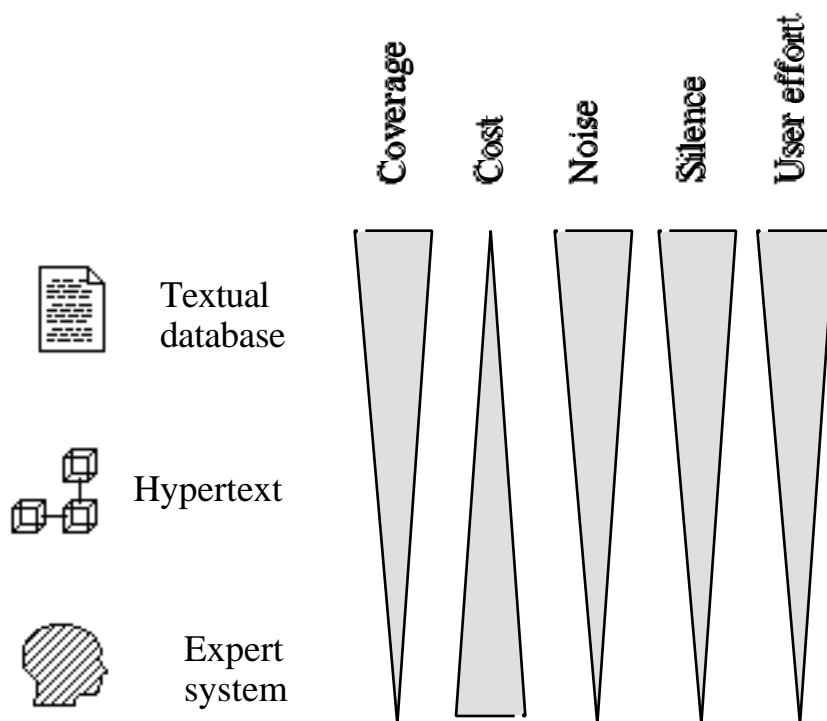 Coverage
Cost
Noise
Silence
User effort
Textual
database
Hypertext
Expert
system